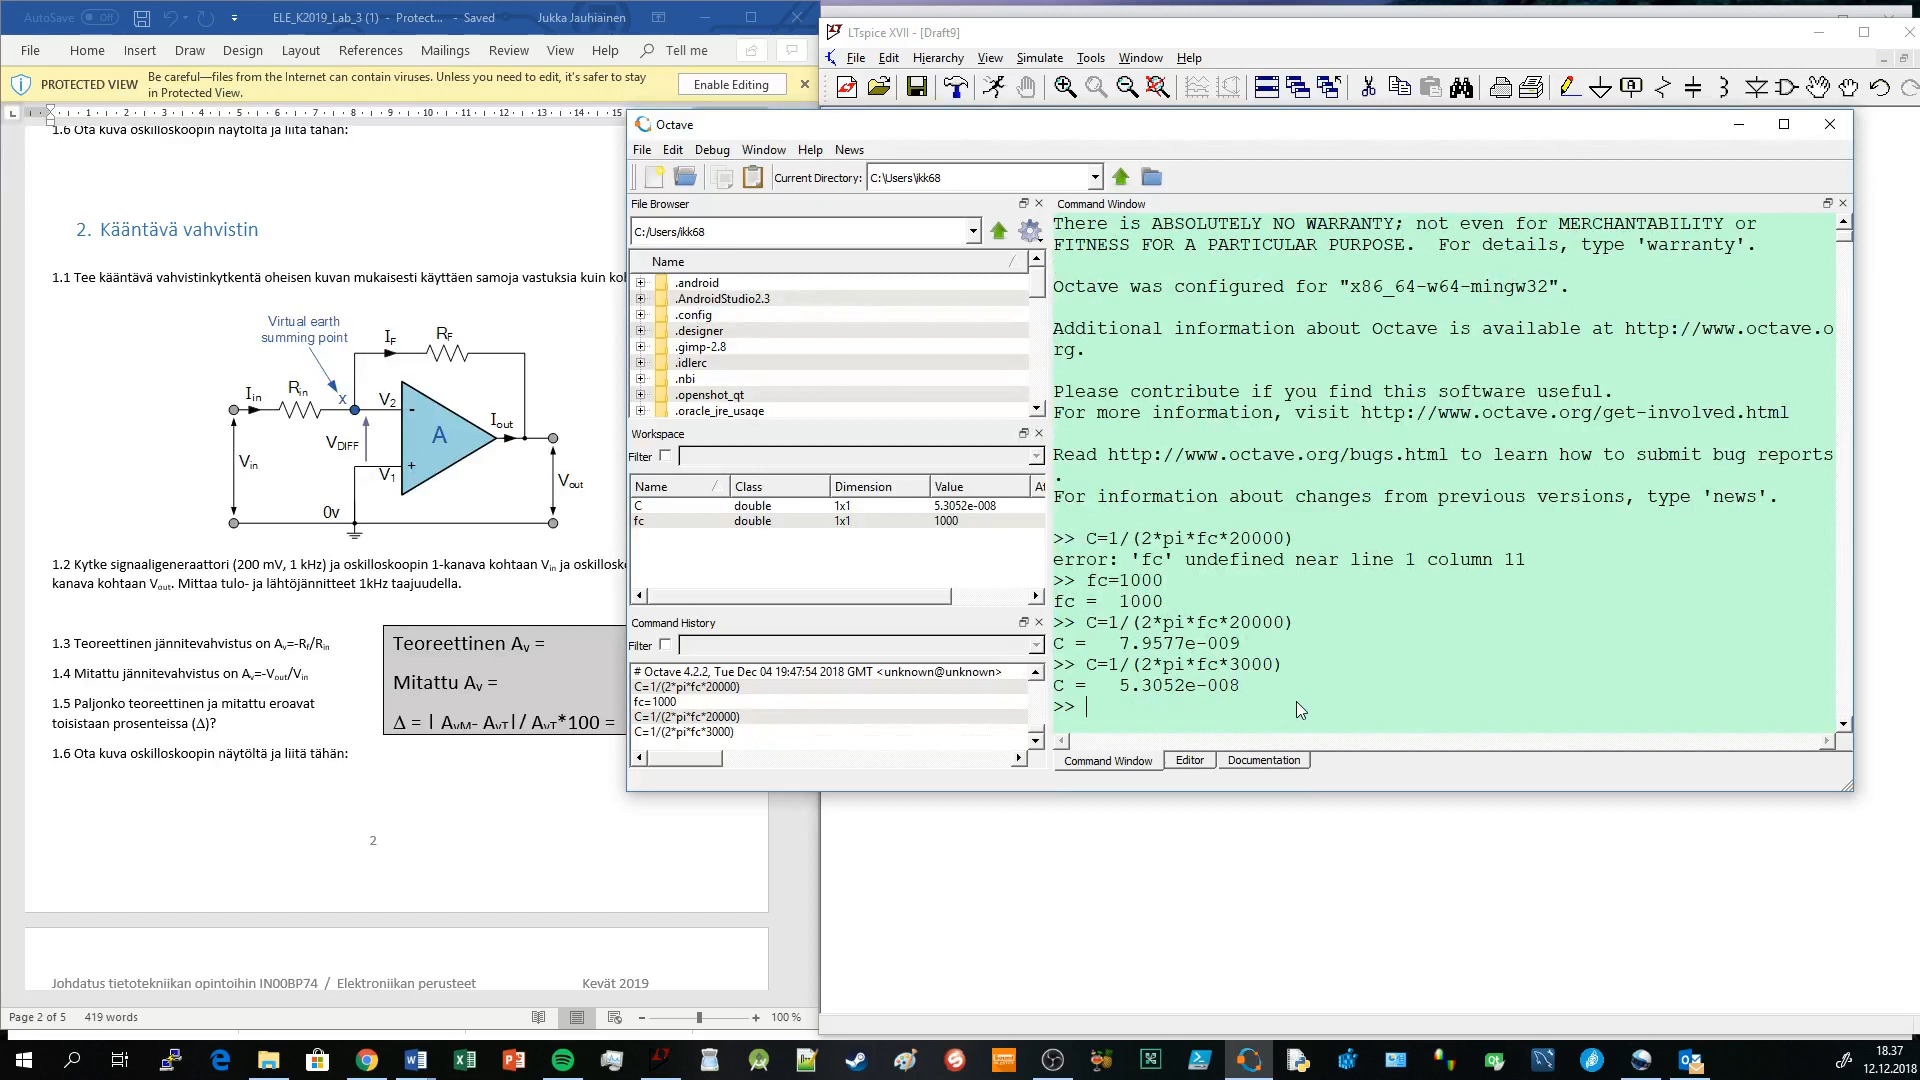 AutoSave Off
ELE_K2019_Lab_3 (1) - Protect... - Saved
Jukka Jauhiainen
File Home Insert Draw Design Layout References Mailings Review View Help Tell me
PROTECTED VIEW Be careful—files from the Internet can contain viruses. Unless you need to edit, it's safer to stay in Protected View.
Enable Editing
1 2 3 4 5 6 7 8 9 10 11 12 13 14 15
1.6 Ota kuva oskilloskoopin näytöltä ja liitä tähän:
2. Kääntävä vahvistin
1.1 Tee kääntävä vahvistinkytkentä oheisen kuvan mukaisesti käyttäen samoja vastuksia kuin
Virtual earth
summing point
IF
RF
Iin
Rin
X
V2
-
Iout
VDIFF
A
Vin
V1
+
Vout
0v
1.2 Kytke signaaligeneraattori (200 mV, 1 kHz) ja oskilloskoopin 1-kanava kohtaan Vin ja
kanava kohtaan Vout. Mittaa tulo- ja lähtöjännitteet 1kHz taajuudella.
1.3 Teoreettinen jännitevahvistus on Av=-Rf/Rin
1.4 Mitattu jännitevahvistus on Av=-Vout/Vin
1.5 Paljonko teoreettinen ja mitattu eroavat
toisistaan prosenteissa (Δ)?
Teoreettinen Av =
Mitattu Av =
Δ = | AvM- AvT|/ AvT*100 =
1.6 Ota kuva oskilloskoopin näytöltä ja liitä tähän:
2
Johdatus tietotekniikan opintoihin IN00BP74 / Elektroniikan perusteet Kevät 2019
Page 2 of 5 419 words
100 %
LTspice XVII - [Draft9]
File Edit Hierarchy View Simulate Tools Window Help
Octave
File Edit Debug Window Help News
Current Directory: C:\Users\ikk68
File Browser
C:/Users/ikk68
Name
.android
.AndroidStudio2.3
.config
.designer
.gimp-2.8
.idlerc
.nbi
.openshot_qt
.oracle_jre_usage
Workspace
Filter
Name Class Dimension Value At
C double 1x1 5.3052e-008
fc double 1x1 1000
Command History
Filter
# Octave 4.2.2, Tue Dec 04 19:47:54 2018 GMT <unknown@unknown>
C=1/(2*pi*fc*20000)
fc=1000
C=1/(2*pi*fc*20000)
C=1/(2*pi*fc*3000)
Command Window
There is ABSOLUTELY NO WARRANTY; not even for MERCHANTABILITY or
FITNESS FOR A PARTICULAR PURPOSE.  For details, type 'warranty'.
Octave was configured for "x86_64-w64-mingw32".
Additional information about Octave is available at http://www.octave.o
rg.
Please contribute if you find this software useful.
For more information, visit http://www.octave.org/get-involved.html
Read http://www.octave.org/bugs.html to learn how to submit bug reports
.
For information about changes from previous versions, type 'news'.
>> C=1/(2*pi*fc*20000)
error: 'fc' undefined near line 1 column 11
>> fc=1000
fc =  1000
>> C=1/(2*pi*fc*20000)
C =   7.9577e-009
>> C=1/(2*pi*fc*3000)
C =   5.3052e-008
>>
Command Window Editor Documentation
18.37
12.12.2018